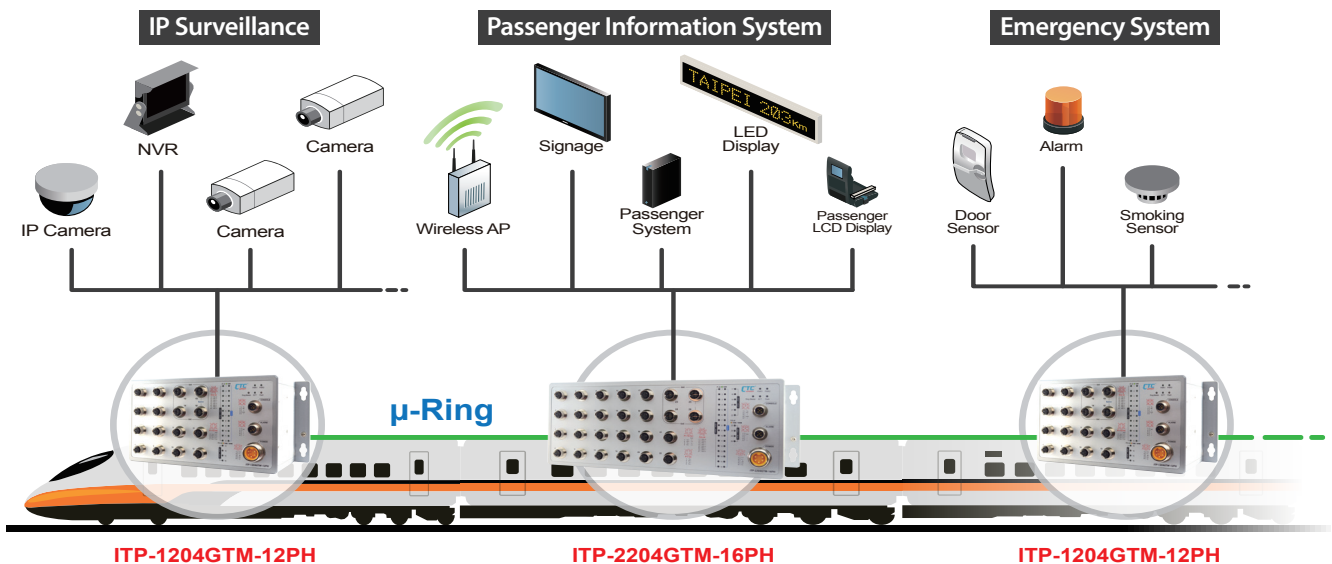 IP Surveillance
Passenger Information System
Emergency System
NVR
Camera
IP Camera
Camera
Wireless AP
Signage
TAIPEI 203Km
LED
Display
Passenger
System
Passenger
LCD Display
Alarm
Door
Sensor
Smoking
Sensor
CTC
CTC
CTC
μ-Ring
ITP-1204GTM-12PH
ITP-2204GTM-16PH
ITP-1204GTM-12PH